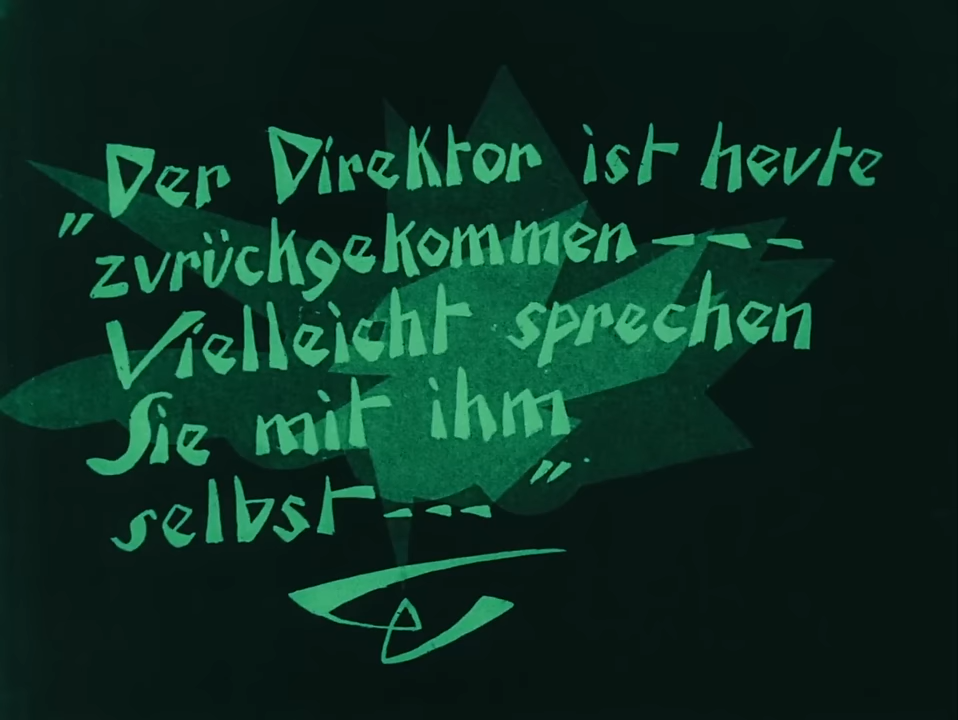 "Der Direktor ist heute
zurückgekommen – – –
Vielleicht sprechen
Sie mit ihm
selbst – – –"